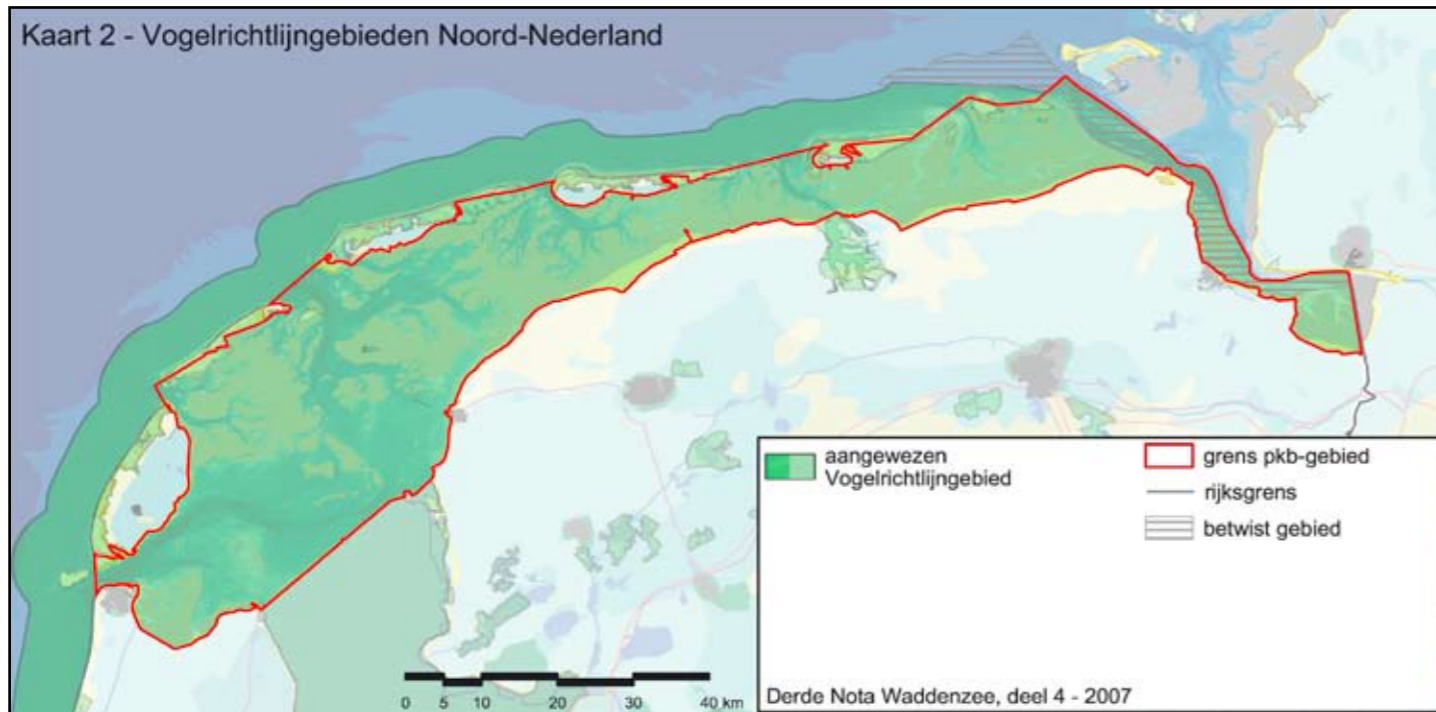 Kaart 2 - Vogelrichtlijngebieden Noord-Nederland
aangewezen
Vogelrichtlijngebied
grens pkb-gebied
rijksgrens
betwist gebied
0 5 10 20 30 40 km
Derde Nota Waddenzee, deel 4 - 2007